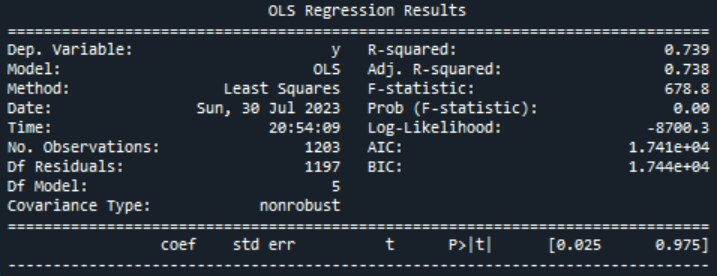 OLS Regression Results
==============================================================================
Dep. Variable: y R-squared: 0.739
Model: OLS Adj. R-squared: 0.738
Method: Least Squares F-statistic: 678.8
Date: Sun, 30 Jul 2023 Prob (F-statistic): 0.00
Time: 20:54:09 Log-Likelihood: -8700.3
No. Observations: 1203 AIC: 1.741e+04
Df Residuals: 1197 BIC: 1.744e+04
Df Model: 5
Covariance Type: nonrobust
==============================================================================
coef std err t P>|t| [0.025 0.975]
------------------------------------------------------------------------------